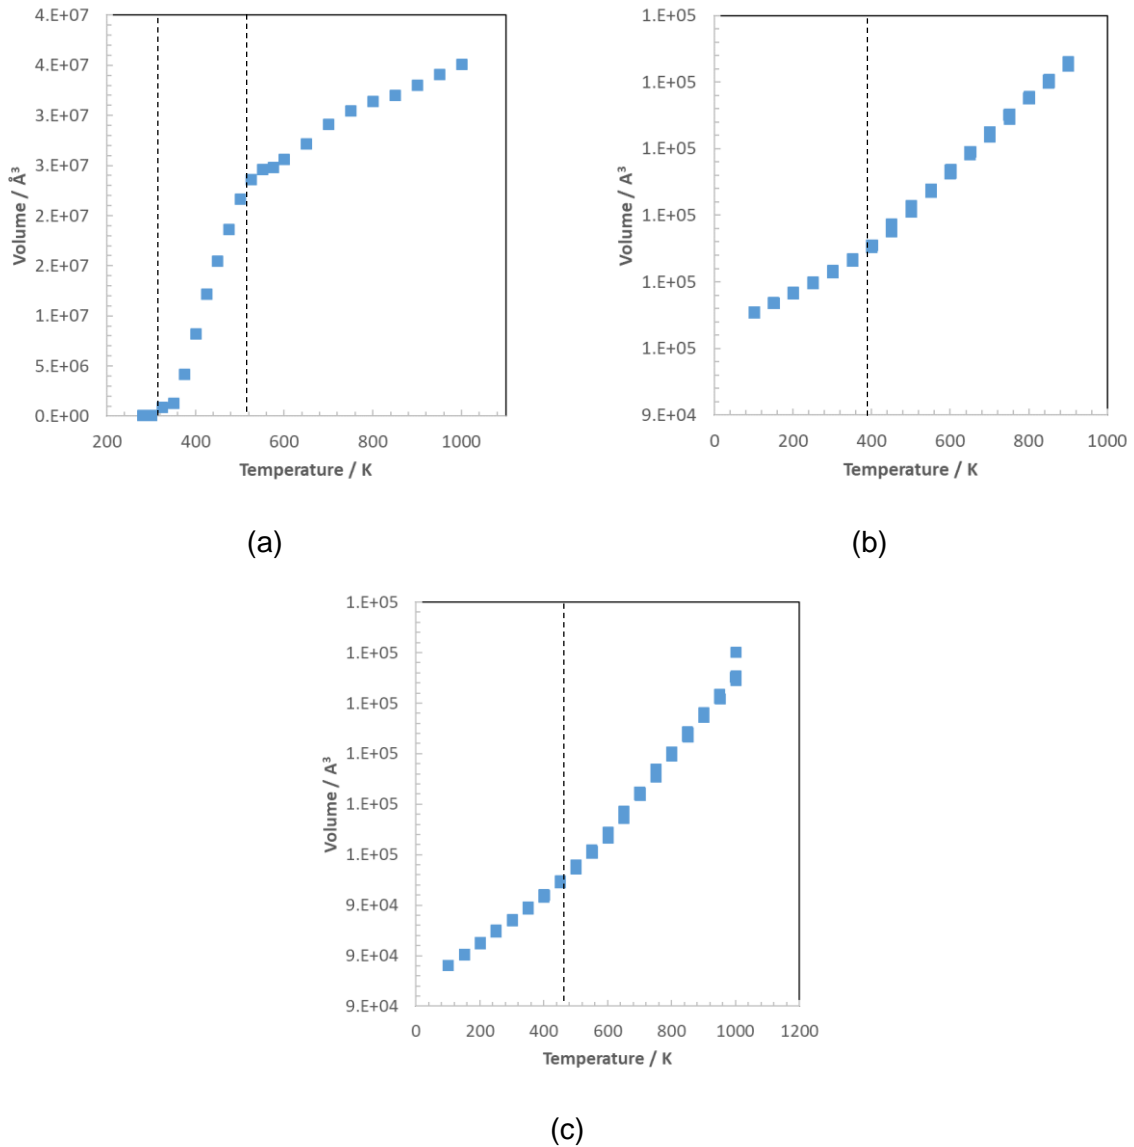 4.E+07
4.E+07
3.E+07
3.E+07
2.E+07
2.E+07
1.E+07
5.E+06
0.E+00
Volume / Å³
200 400 600 800 1000
Temperature / K
(a)
1.E+05
1.E+05
1.E+05
1.E+05
1.E+05
1.E+05
9.E+04
Volume / A³
0 200 400 600 800 1000
Temperature / K
(b)
1.E+05
1.E+05
1.E+05
1.E+05
1.E+05
1.E+05
9.E+04
9.E+04
9.E+04
Volume / A³
0 200 400 600 800 1000 1200
Temperature / K
(c)